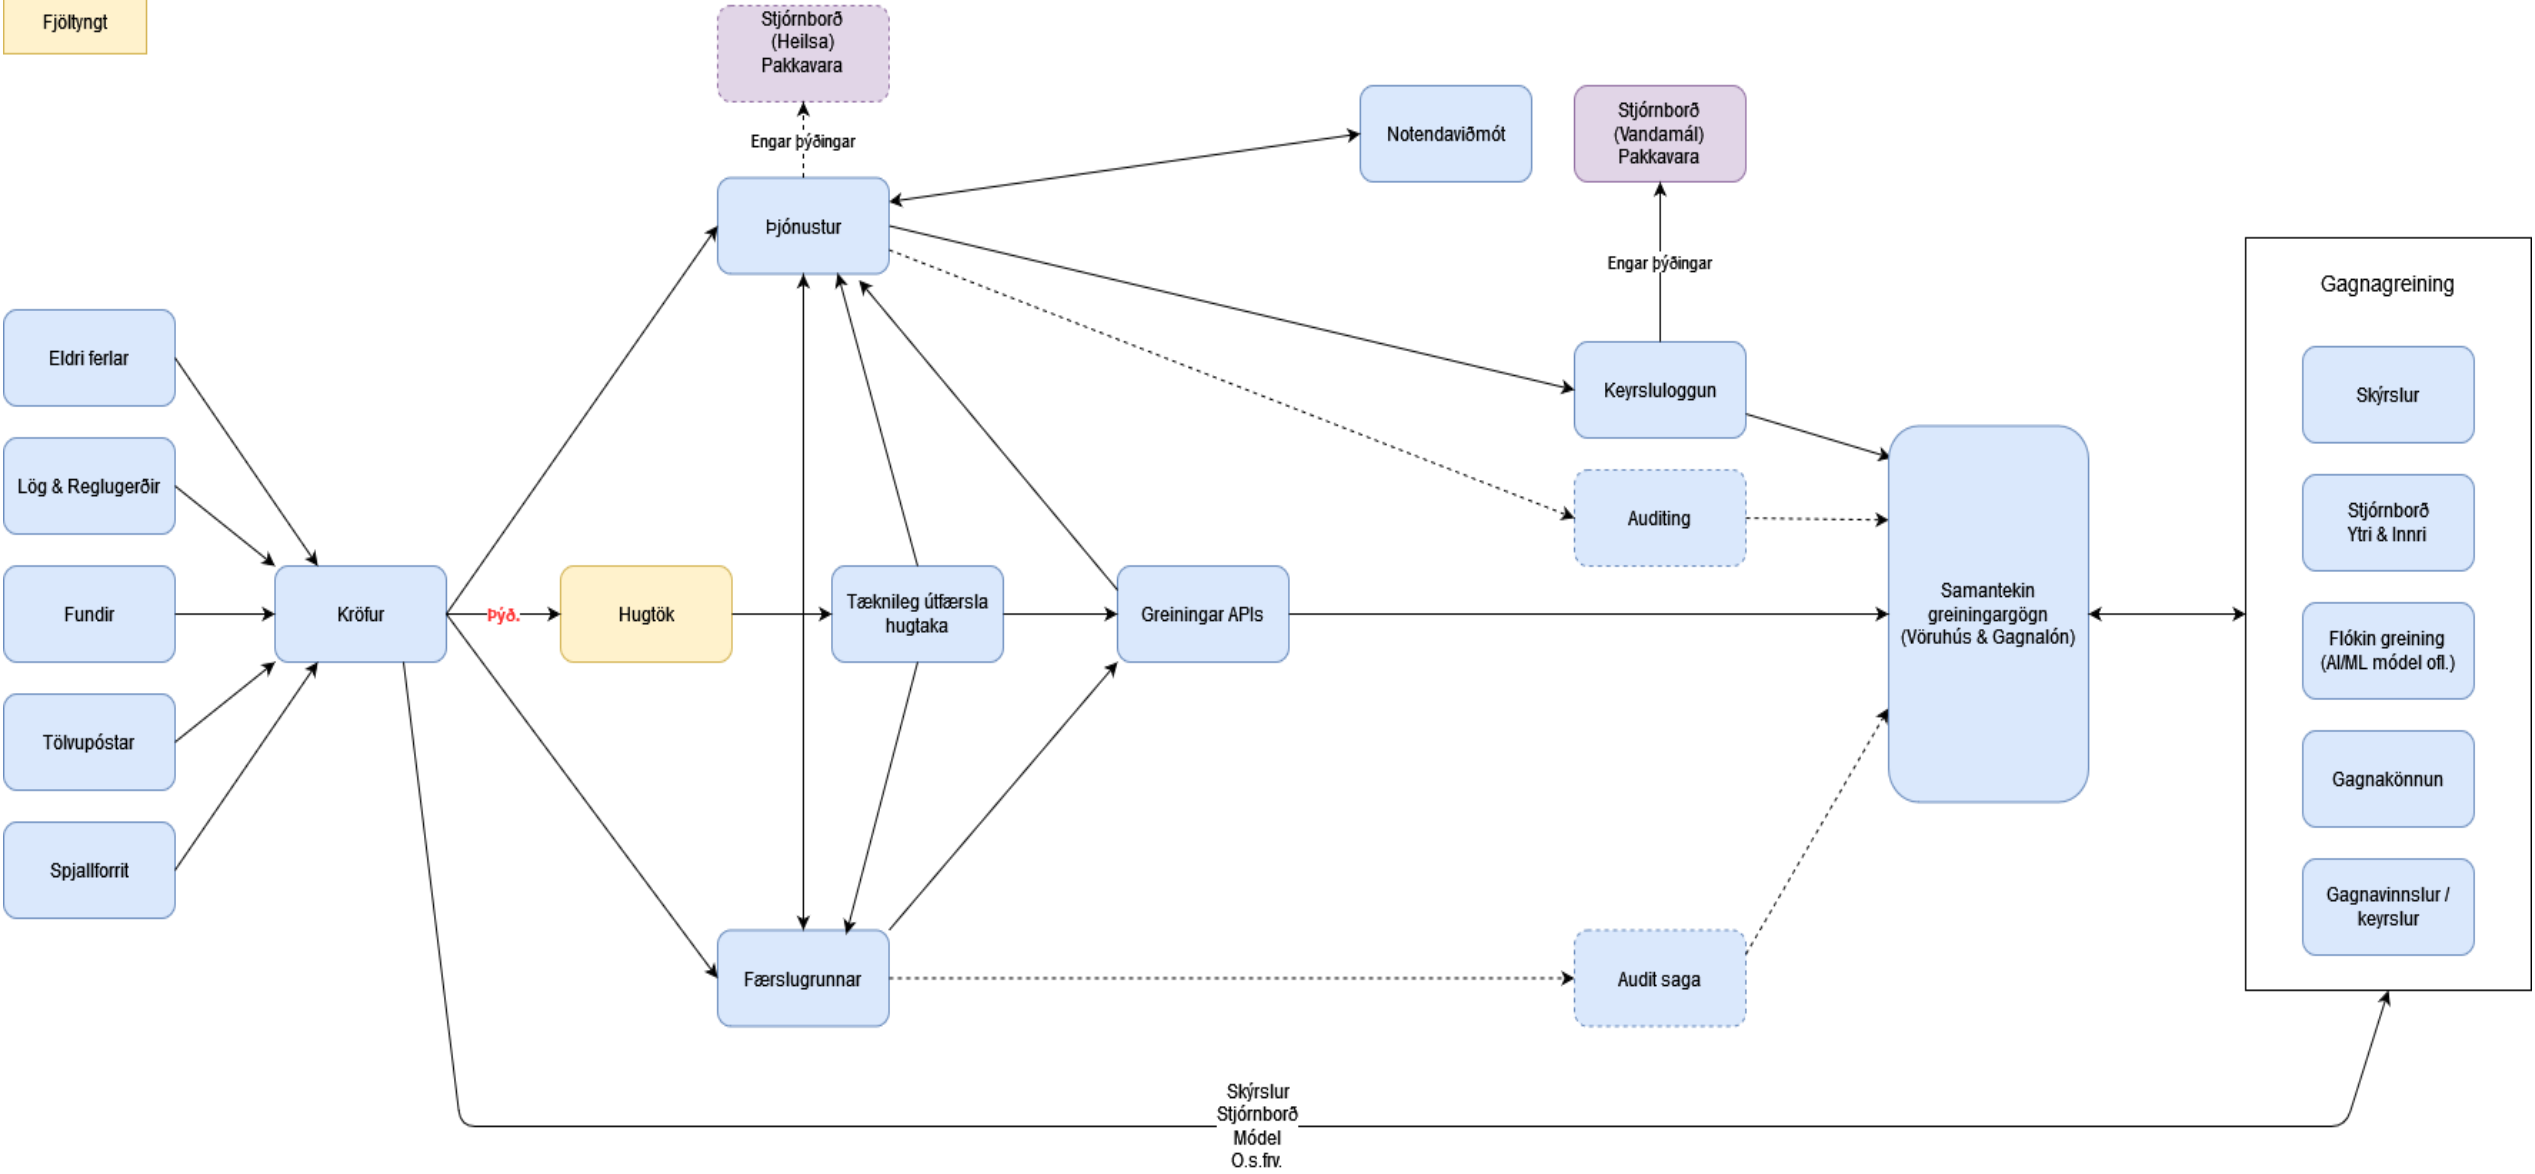 Fjöltyngt
Stjórnborð
(Heilsa)
Pakkavara
Engar þýðingar
Notendaviðmót
Stjórnborð
(Vandamál)
Pakkavara
Engar þýðingar
Þjónustur
Gagnagreining
Eldri ferlar
Keyrsluloggun
Skýrslur
Lög & Reglugerðir
Auditing
Stjórnborð
Ytri & Innri
Fundir
Kröfur
Þýð.
Hugtök
Tæknileg útfærsla
hugtaka
Greiningar APIs
Samantekin
greiningargögn
(Vöruhús & Gagnalón)
Flókin greining
(AI/ML módel ofl.)
Tölvupóstar
Gagnakönnun
Spjallforrit
Gagnavinnslur /
keyrslur
Færslugrunnar
Audit saga
Skýrslur
Stjórnborð
Módel
O.s.frv.